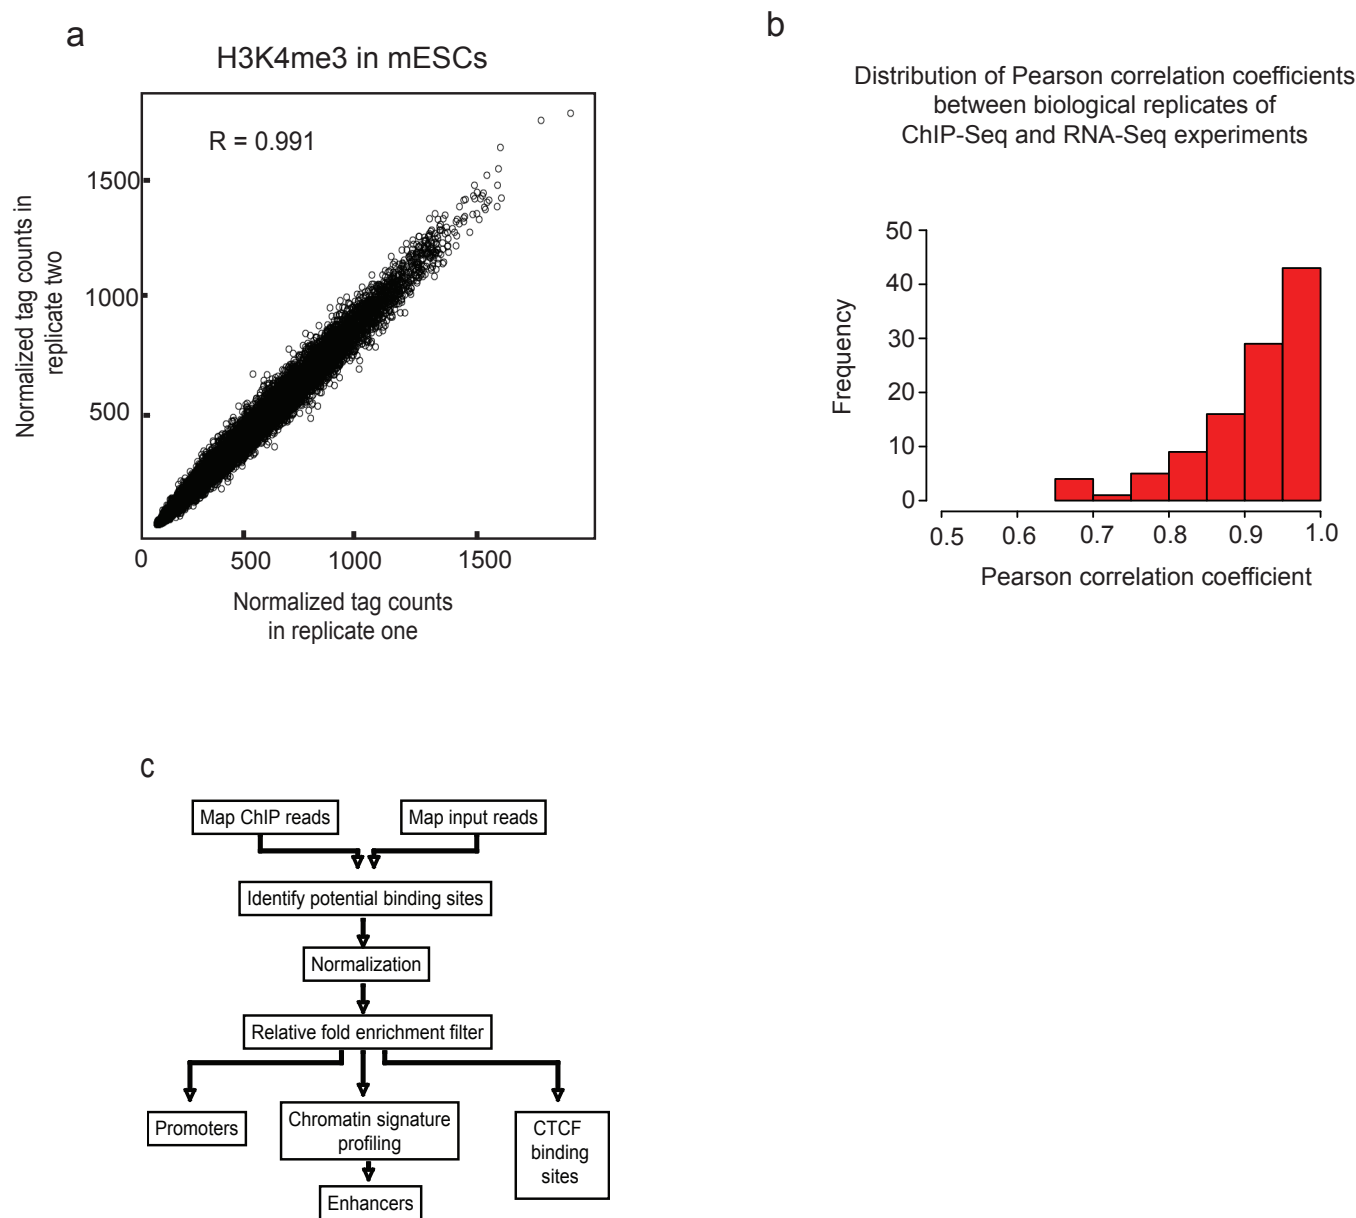 a
H3K4me3 in mESCs
R = 0.991
Normalized tag counts in
replicate two
1500
1000
500
0
500
1000
1500
Normalized tag counts
in replicate one
b
Distribution of Pearson correlation coefficients
between biological replicates of
ChIP-Seq and RNA-Seq experiments
Frequency
50
40
30
20
10
0
0.5
0.6
0.7
0.8
0.9
1.0
Pearson correlation coefficient
c
Map ChIP reads
Map input reads
Identify potential binding sites
Normalization
Relative fold enrichment filter
Promoters
Chromatin signature
profiling
CTCF
binding
sites
Enhancers